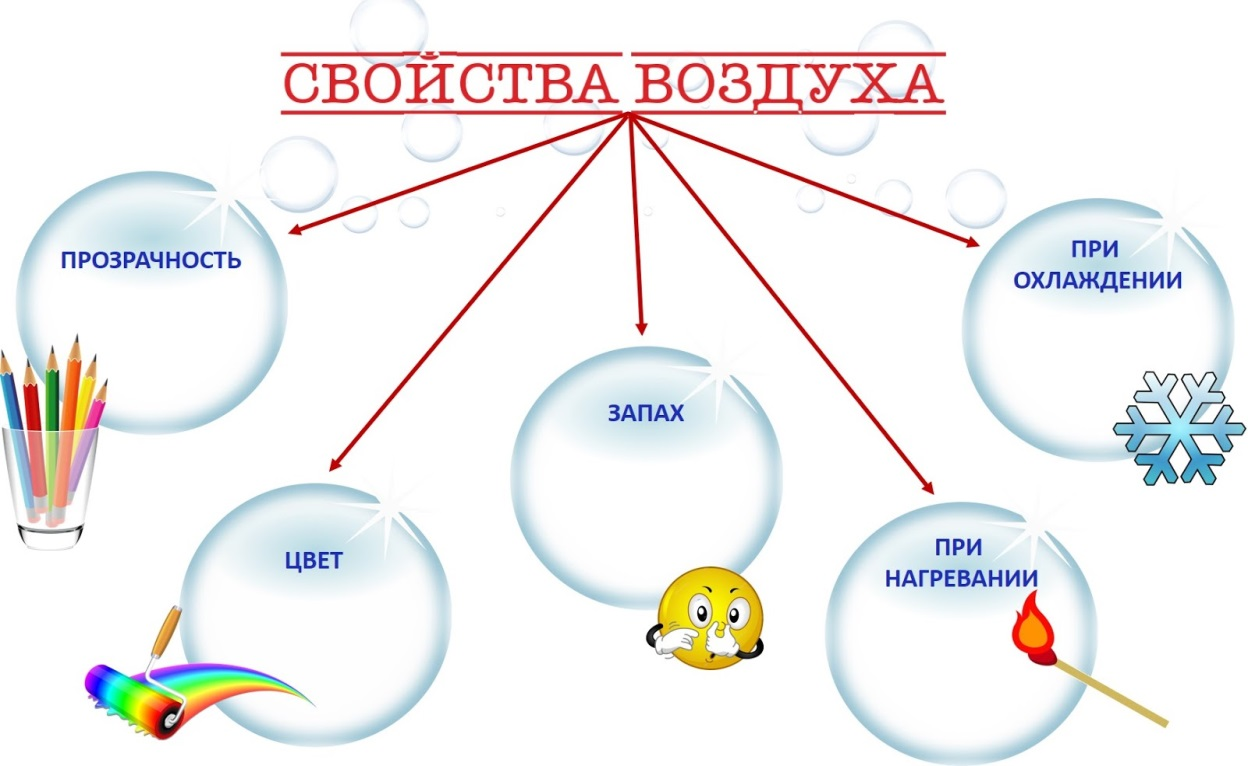 СВОЙСТВА ВОЗДУХА
ПРОЗРАЧНОСТЬ
ЦВЕТ
ЗАПАХ
ПРИ
НАГРЕВАНИИ
ПРИ
ОХЛАЖДЕНИИ